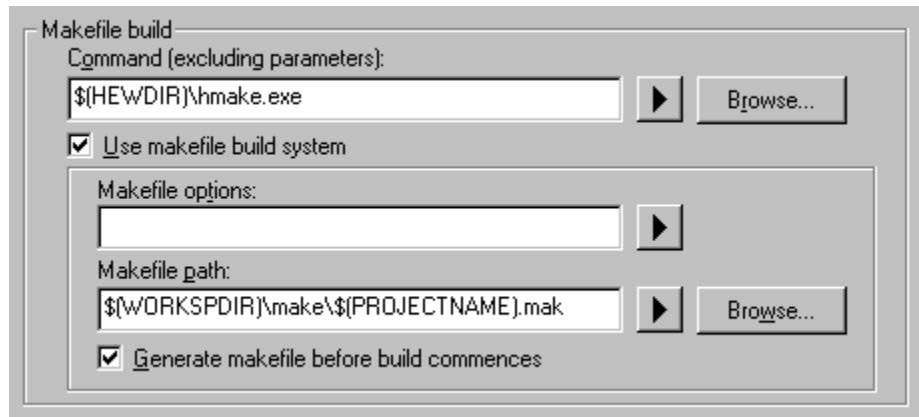 Makefile build
Command (excluding parameters):
$(HEWDIR)\hmake.exe
Browse...
Use makefile build system
Makefile options:
Makefile path:
$(WORKSPDIR)\make\$(PROJECTNAME).mak
Browse...
Generate makefile before build commences